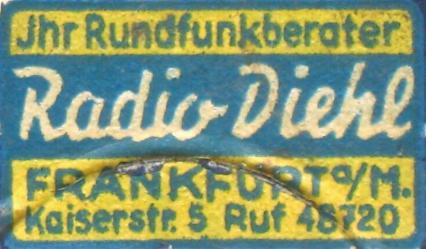 Jhr Rundfunkberater
Radio Diehl
FRANKFURT a/M.
Kaiserstr. 5 Ruf 48720